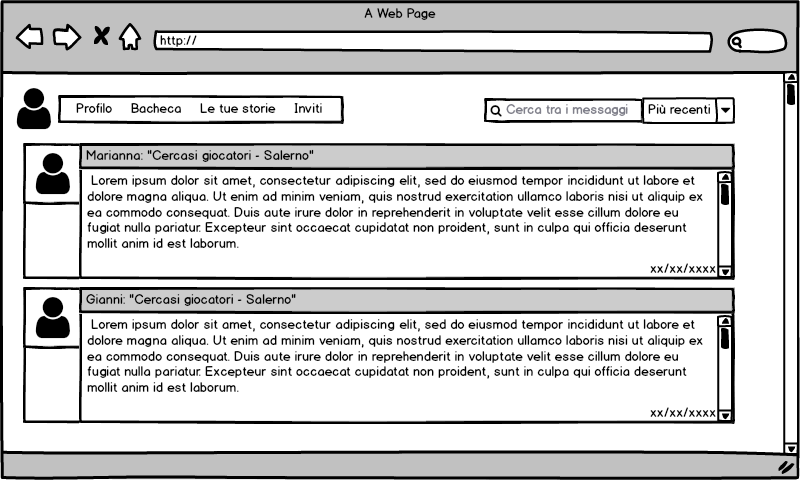 A Web Page
http://
Profilo Bacheca Le tue storie Inviti
Cerca tra i messaggi Più recenti
Marianna: "Cercasi giocatori - Salerno"
Lorem ipsum dolor sit amet, consectetur adipiscing elit, sed do eiusmod tempor incididunt ut labore et
dolore magna aliqua. Ut enim ad minim veniam, quis nostrud exercitation ullamco laboris nisi ut aliquip ex
ea commodo consequat. Duis aute irure dolor in reprehenderit in voluptate velit esse cillum dolore eu
fugiat nulla pariatur. Excepteur sint occaecat cupidatat non proident, sunt in culpa qui officia deserunt
mollit anim id est laborum.
xx/xx/xxxx
Gianni: "Cercasi giocatori - Salerno"
Lorem ipsum dolor sit amet, consectetur adipiscing elit, sed do eiusmod tempor incididunt ut labore et
dolore magna aliqua. Ut enim ad minim veniam, quis nostrud exercitation ullamco laboris nisi ut aliquip ex
ea commodo consequat. Duis aute irure dolor in reprehenderit in voluptate velit esse cillum dolore eu
fugiat nulla pariatur. Excepteur sint occaecat cupidatat non proident, sunt in culpa qui officia deserunt
mollit anim id est laborum.
xx/xx/xxxx